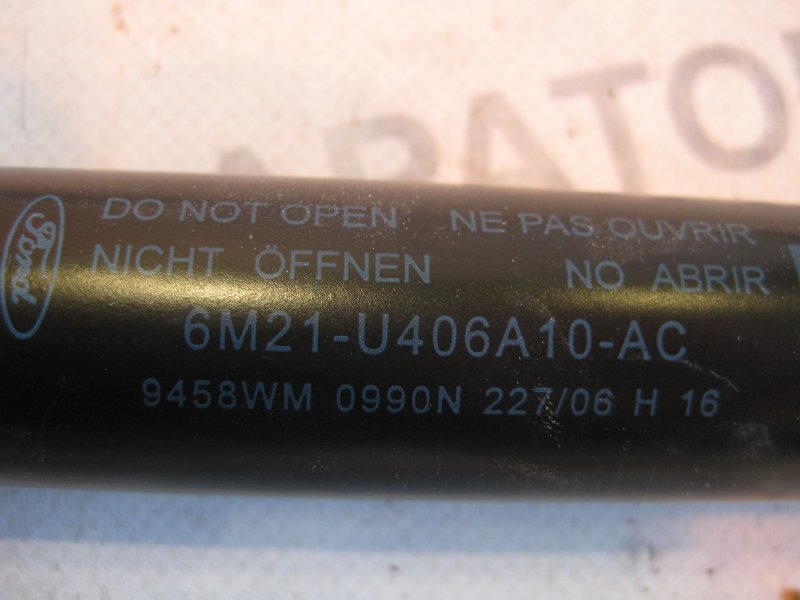 Ford
DO NOT OPEN NE PAS OUVRIR
NICHT ÖFFNEN NO ABRIR
6M21-U406A10-AC
9458WM 0990N 227/06 H 16